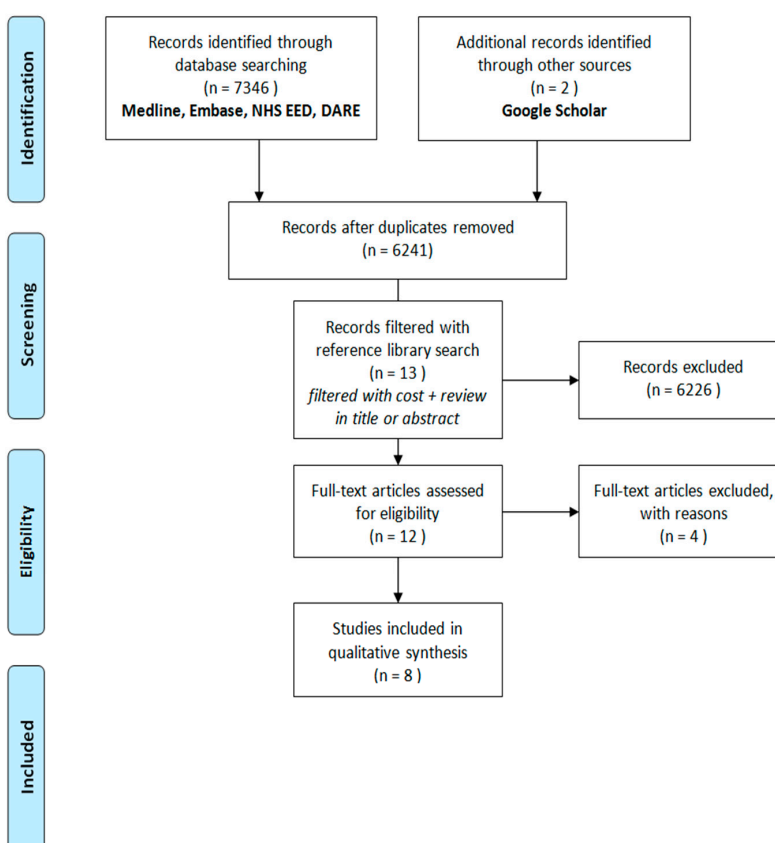 Identification
Records identified through
database searching
(n = 7346 )
Medline, Embase, NHS EED, DARE
Additional records identified
through other sources
(n = 2 )
Google Scholar
Records after duplicates removed
(n = 6241)
Screening
Records filtered with
reference library search
(n = 13 )
filtered with cost + review
in title or abstract
Records excluded
(n = 6226 )
Eligibility
Full-text articles assessed
for eligibility
(n = 12 )
Full-text articles excluded,
with reasons
(n = 4 )
Studies included in
qualitative synthesis
(n = 8 )
Included